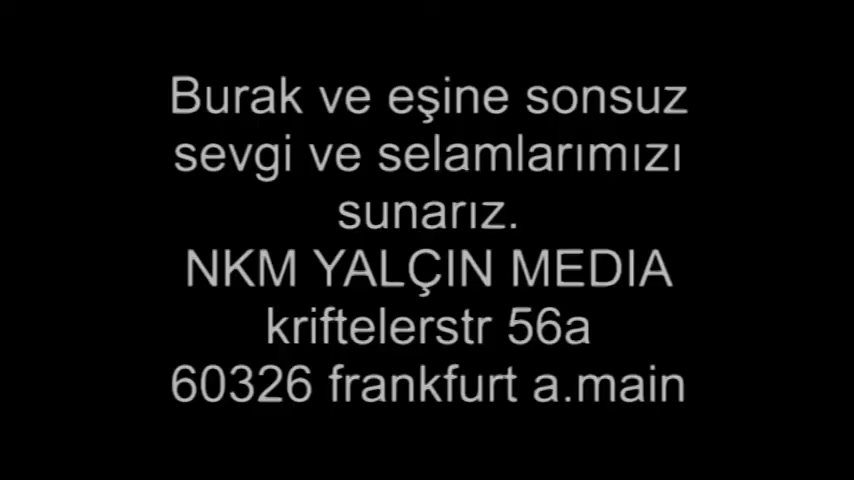 Burak ve eşine sonsuz
sevgi ve selamlarımızı
sunarız.
NKM YALÇIN MEDIA
kriftelerstr 56a
60326 frankfurt a.main